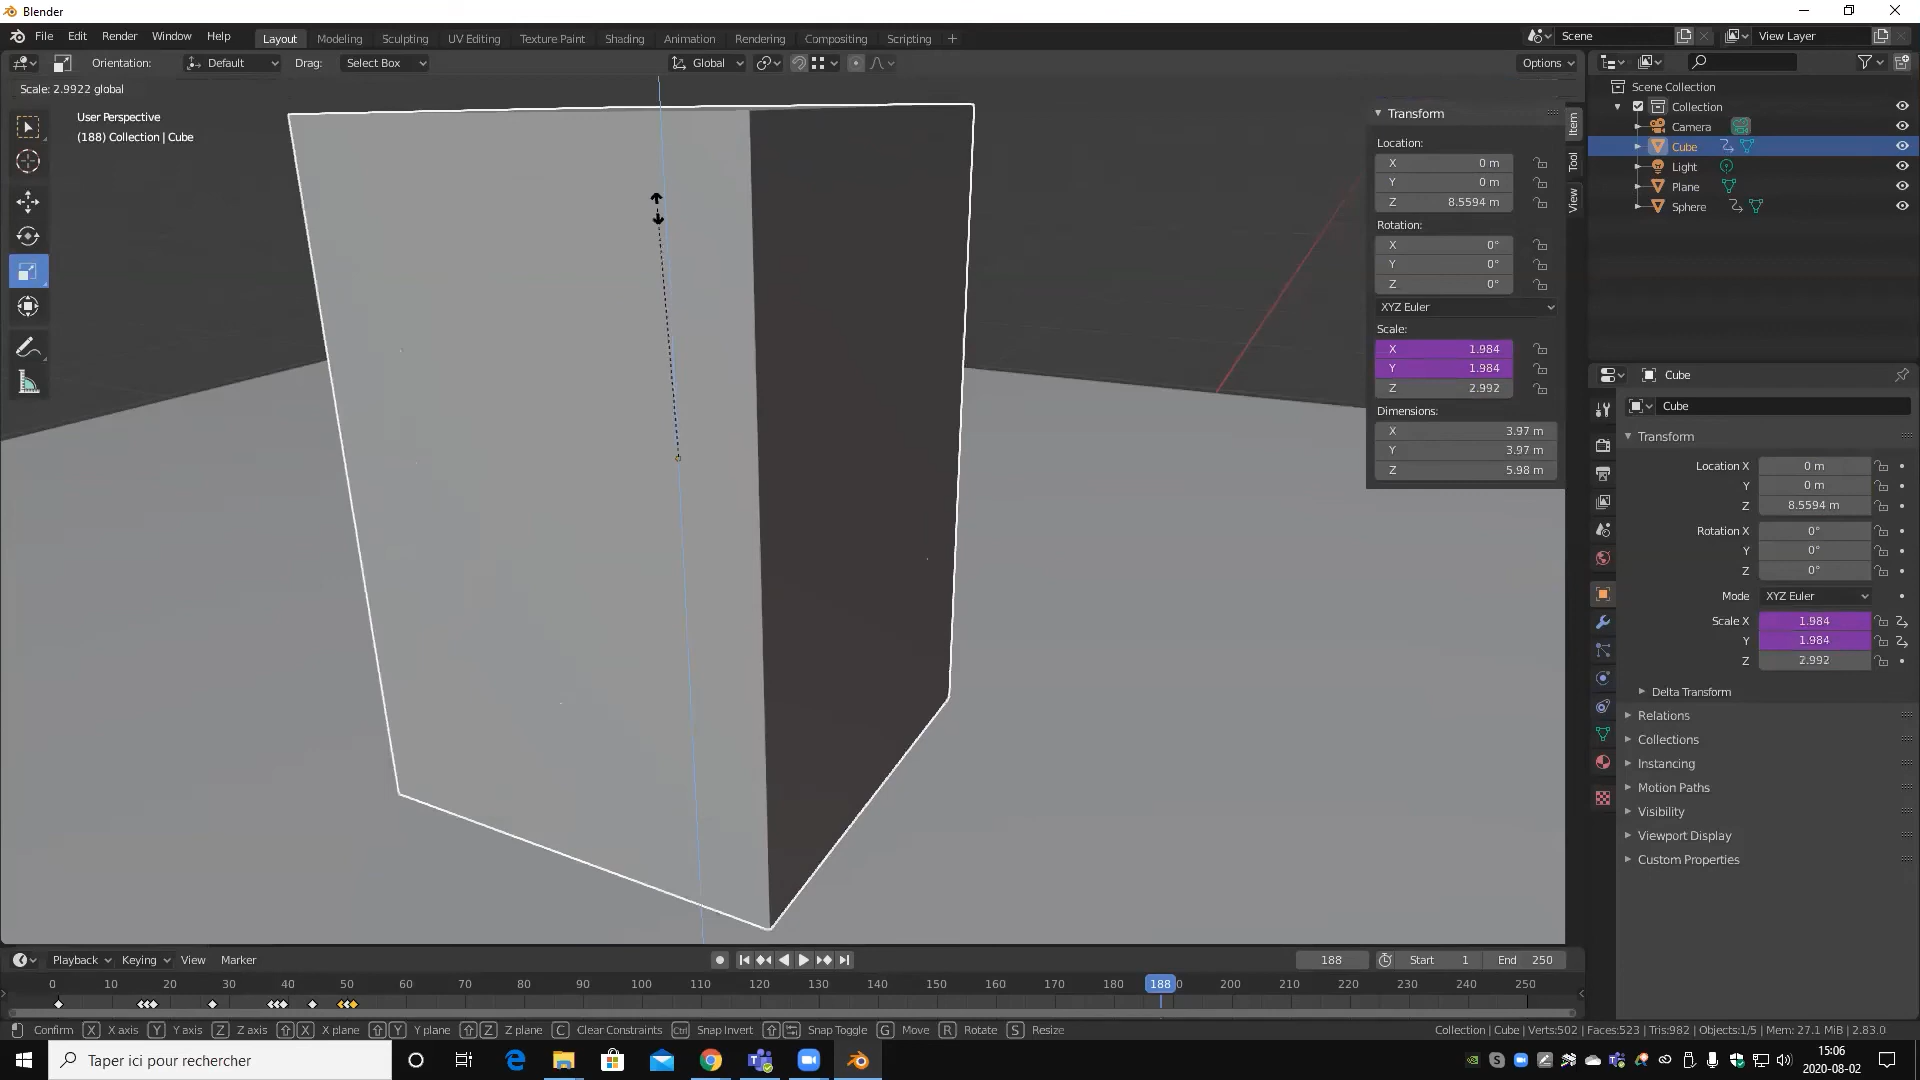 Blender
File Edit Render Window Help Layout Modeling Sculpting UV Editing Texture Paint Shading Animation Rendering Compositing Scripting + Scene View Layer
Orientation: Default Drag: Select Box Global Options
Scale: 2.9922 global
User Perspective
(188) Collection | Cube
Transform
Location:
X 0 m
Y 0 m
Z 8.5594 m
Rotation:
X 0°
Y 0°
Z 0°
XYZ Euler
Scale:
X 1.984
Y 1.984
Z 2.992
Dimensions:
X 3.97 m
Y 3.97 m
Z 5.98 m
Item
Tool
View
Scene Collection
Collection
Camera
Cube
Light
Plane
Sphere
Cube
Cube
Transform
Location X 0 m
Y 0 m
Z 8.5594 m
Rotation X 0°
Y 0°
Z 0°
Mode XYZ Euler
Scale X 1.984
Y 1.984
Z 2.992
Delta Transform
Relations
Collections
Instancing
Motion Paths
Visibility
Viewport Display
Custom Properties
Playback Keying View Marker 188 Start 1 End 250
0 10 20 30 40 50 60 70 80 90 100 110 120 130 140 150 160 170 180 188 0 200 210 220 230 240 250
Confirm X X axis Y Y axis Z Z axis X X plane Y Y plane Z Z plane C Clear Constraints Ctrl Snap Invert Snap Toggle G Move R Rotate S Resize Collection | Cube | Verts:502 | Faces:523 | Tris:982 | Objects:1/5 | Mem: 27.1 MiB | 2.83.0
Taper ici pour rechercher
15:06
2020-08-02